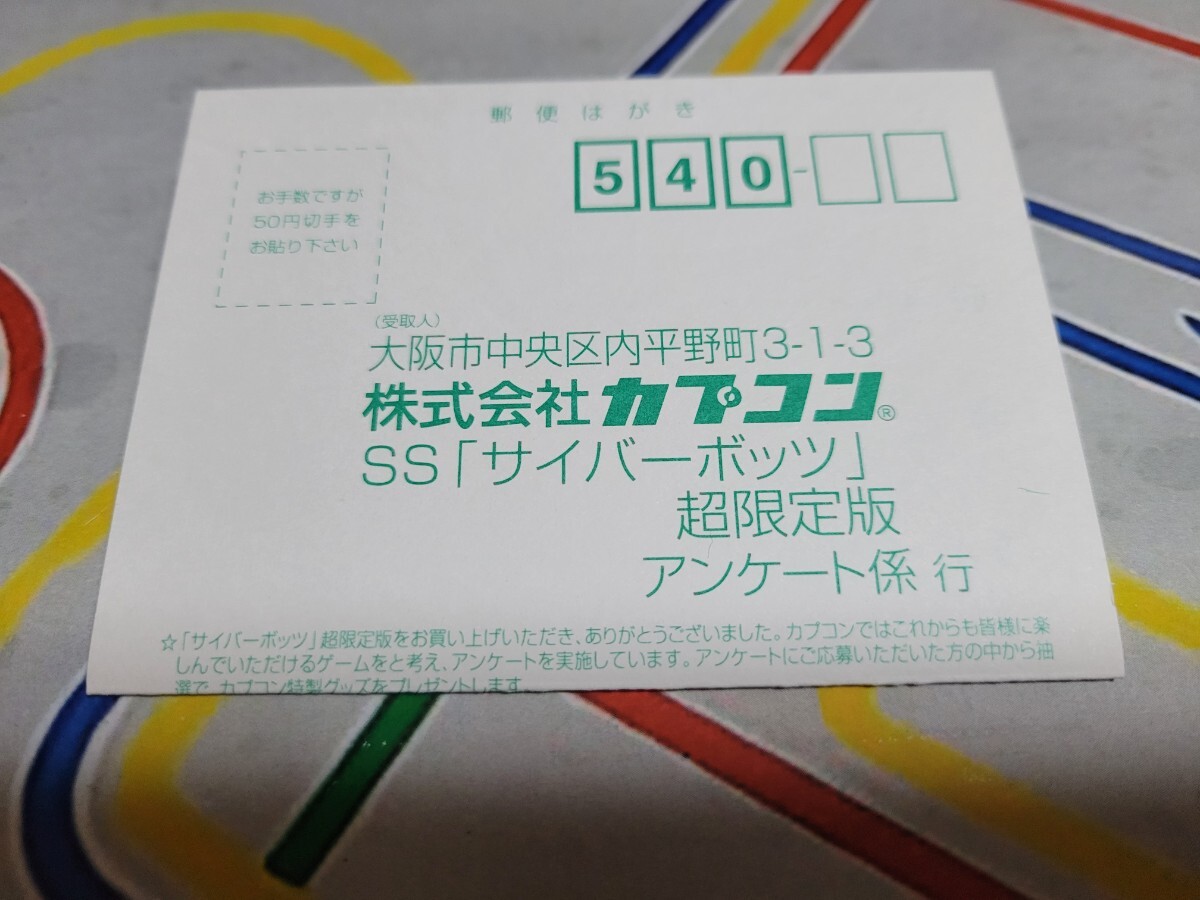 郵便はがき
540-
お手数ですが
50円切手を
お貼り下さい
(受取人)
大阪市中央区内平野町3-1-3
株式会社カプコン®
SS「サイバーボッツ」
超限定版
アンケート係 行
☆「サイバーボッツ」超限定版をお買い上げいただき、ありがとうございました。カプコンではこれからも皆様に楽
しんでいただけるゲームをと考え、アンケートを実施しています。アンケートにご応募いただいた方の中から抽
選で、カプコン特製グッズをプレゼントします。